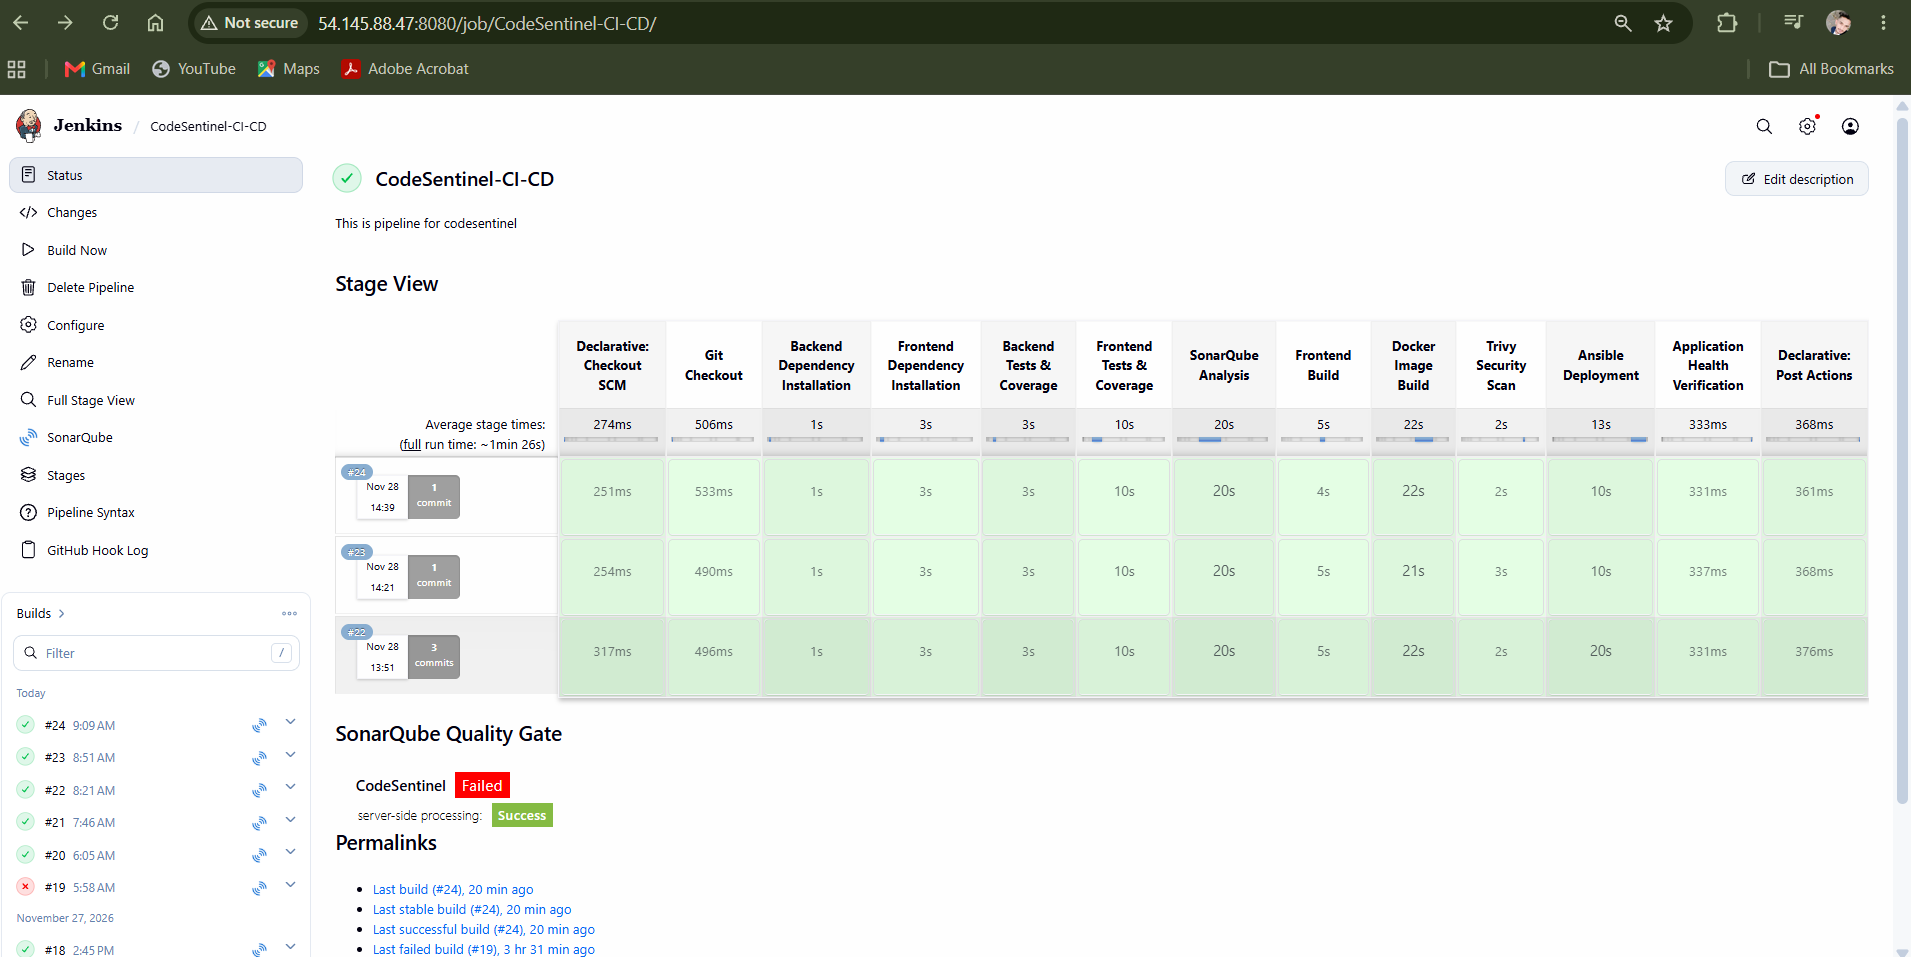 Not secure
54.145.88.47:8080/job/CodeSentinel-CI-CD/
Gmail
YouTube
Maps
Adobe Acrobat
All Bookmarks
Jenkins / CodeSentinel-CI-CD
Status
Changes
Build Now
Delete Pipeline
Configure
Rename
Full Stage View
SonarQube
Stages
Pipeline Syntax
GitHub Hook Log
Builds
Filter
/
Today
#24 9:09 AM
#23 8:51 AM
#22 8:21 AM
#21 7:46 AM
#20 6:05 AM
#19 5:58 AM
November 27, 2026
#18 2:45 PM
CodeSentinel-CI-CD
Edit description
This is pipeline for codesentinel
Stage View
Declarative: Checkout SCM
Git Checkout
Backend Dependency Installation
Frontend Dependency Installation
Backend Tests & Coverage
Frontend Tests & Coverage
SonarQube Analysis
Frontend Build
Docker Image Build
Trivy Security Scan
Ansible Deployment
Application Health Verification
Declarative: Post Actions
Average stage times:
(full run time: ~1min 26s)
274ms 506ms 1s 3s 3s 10s 20s 5s 22s 2s 13s 333ms 368ms
#24
Nov 28
14:39
1
commit
251ms 533ms 1s 3s 3s 10s 20s 4s 22s 2s 10s 331ms 361ms
#23
Nov 28
14:21
1
commit
254ms 490ms 1s 3s 3s 10s 20s 5s 21s 3s 10s 337ms 368ms
#22
Nov 28
13:51
3
commits
317ms 496ms 1s 3s 3s 10s 20s 5s 22s 2s 20s 331ms 376ms
SonarQube Quality Gate
CodeSentinel Failed
server-side processing: Success
Permalinks
Last build (#24), 20 min ago
Last stable build (#24), 20 min ago
Last successful build (#24), 20 min ago
Last failed build (#19), 3 hr 31 min ago